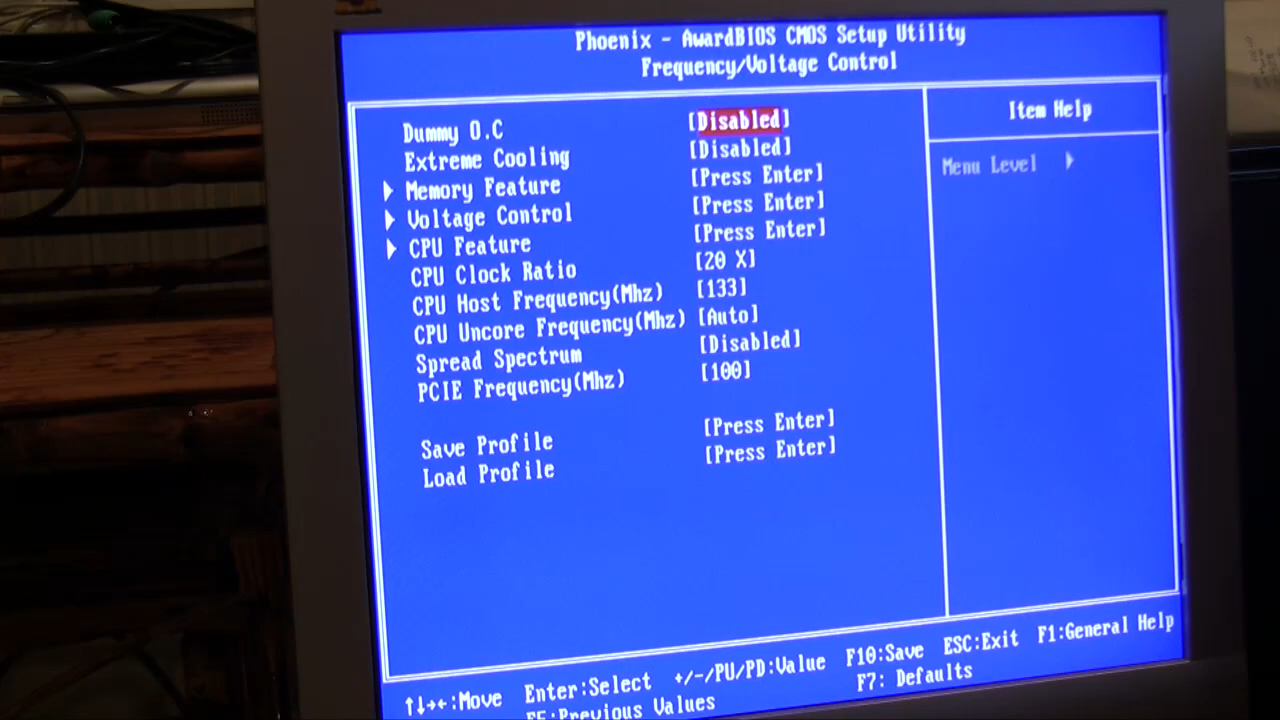 Phoenix - AwardBIOS CMOS Setup Utility
Frequency/Voltage Control
Dummy O.C [Disabled]
Extreme Cooling [Disabled]
Memory Feature [Press Enter]
Voltage Control [Press Enter]
CPU Feature [Press Enter]
CPU Clock Ratio [20 X]
CPU Host Frequency(Mhz) [133]
CPU Uncore Frequency(Mhz) [Auto]
Spread Spectrum [Disabled]
PCIE Frequency(Mhz) [100]
Save Profile [Press Enter]
Load Profile [Press Enter]
Item Help
Menu Level
↑↓→←:Move Enter:Select +/-/PU/PD:Value F10:Save ESC:Exit F1:General Help
F5:Previous Values F7: Defaults